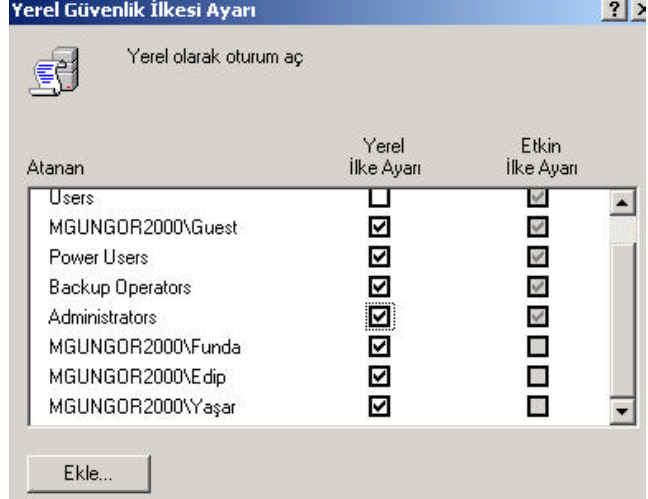 Yerel Güvenlik İlkesi Ayarı
Yerel olarak oturum aç
Atanan
Yerel
İlke Ayarı
Etkin
İlke Ayarı
Users
MGUNGOR2000\Guest
Power Users
Backup Operators
Administrators
MGUNGOR2000\Funda
MGUNGOR2000\Edip
MGUNGOR2000\Yaşar
Ekle...